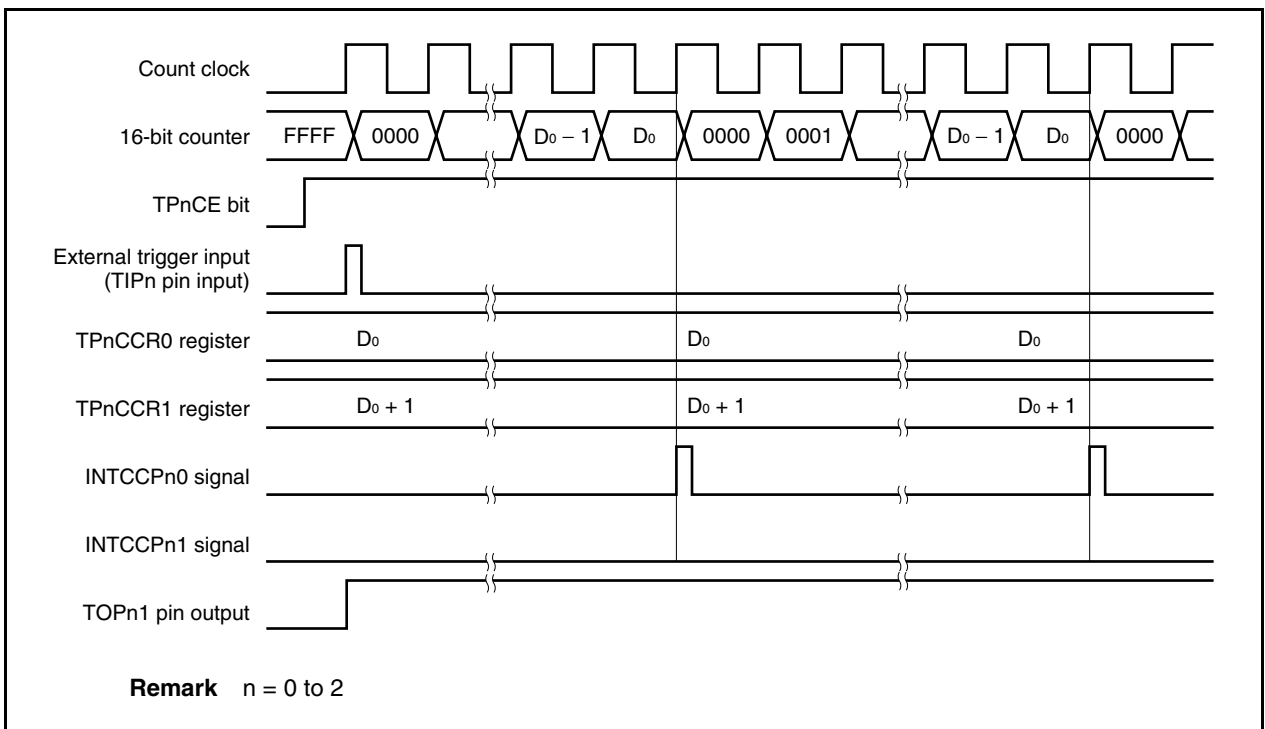 Count clock
16-bit counter FFFF 0000 D0 − 1 D0 0000 0001 D0 − 1 D0 0000
TPnCE bit
External trigger input
(TIPn pin input)
TPnCCR0 register D0 D0 D0
TPnCCR1 register D0 + 1 D0 + 1 D0 + 1
INTCCPn0 signal
INTCCPn1 signal
TOPn1 pin output
Remark n = 0 to 2